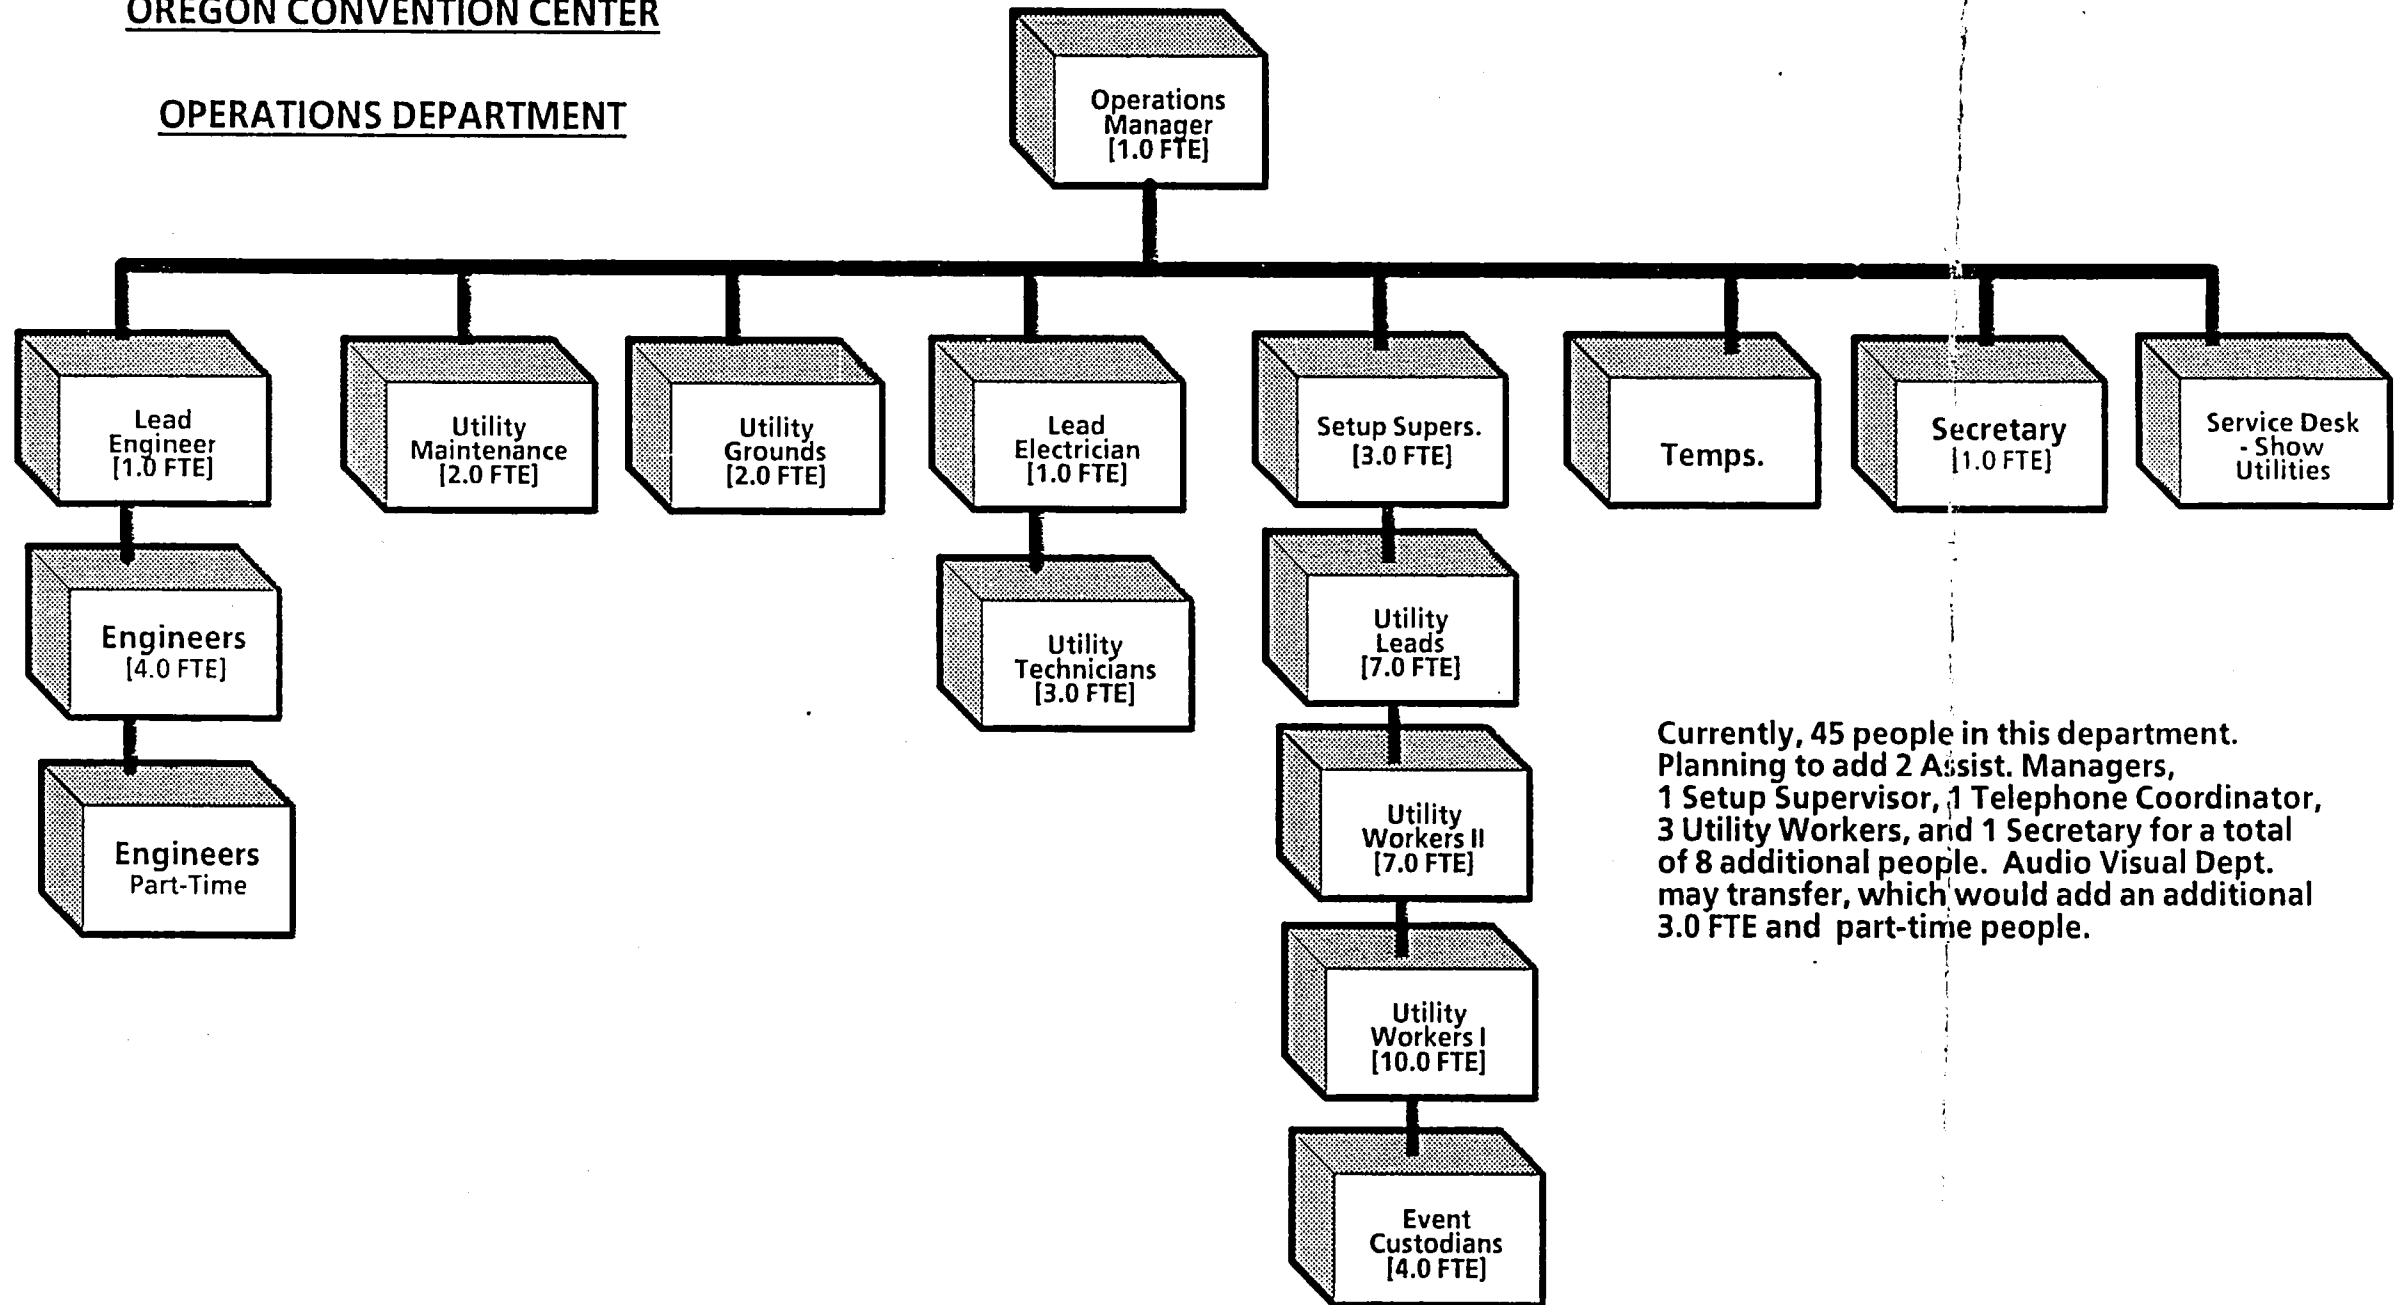 OREGON CONVENTION CENTER
OPERATIONS DEPARTMENT
Operations
Manager
[1.0 FTE]
Lead
Engineer
[1.0 FTE]
Utility
Maintenance
[2.0 FTE]
Utility
Grounds
[2.0 FTE]
Lead
Electrician
[1.0 FTE]
Setup Supers.
[3.0 FTE]
Temps.
Secretary
[1.0 FTE]
Service Desk
- Show
Utilities
Engineers
[4.0 FTE]
Engineers
Part-Time
Utility
Technicians
[3.0 FTE]
Utility
Leads
[7.0 FTE]
Utility
Workers II
[7.0 FTE]
Utility
Workers I
[10.0 FTE]
Event
Custodians
[4.0 FTE]
Currently, 45 people in this department.
Planning to add 2 Assist. Managers,
1 Setup Supervisor, 1 Telephone Coordinator,
3 Utility Workers, and 1 Secretary for a total
of 8 additional people.  Audio Visual Dept.
may transfer, which would add an additional
3.0 FTE and  part-time people.